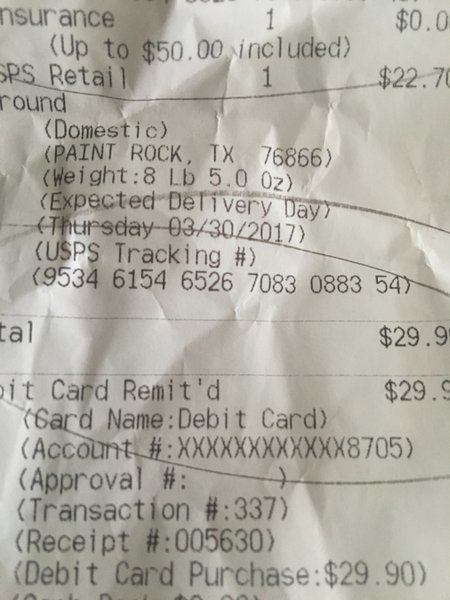 nsurance 1 $0.0
(Up to $50.00 included)
SPS Retail 1 $22.70
round
(Domestic)
(PAINT ROCK, TX 76866)
(Weight:8 Lb 5.0 Oz)
(Expected Delivery Day)
(Thursday 03/30/2017)
(USPS Tracking #)
(9534 6154 6526 7083 0883 54)
tal $29.9
bit Card Remit'd $29.9
(Card Name:Debit Card)
(Account #:XXXXXXXXXXXX8705)
(Approval #: )
(Transaction #:337)
(Receipt #:005630)
(Debit Card Purchase:$29.90)